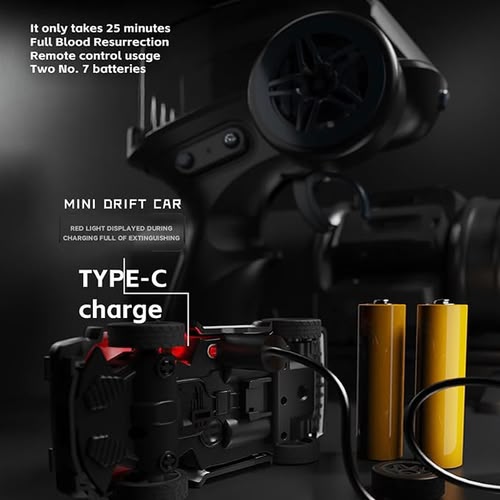 It only takes 25 minutes
Full Blood Resurrection
Remote control usage
Two No. 7 batteries
MINI DRIFT CAR
RED LIGHT DISPLAYED DURING
CHARGING FULL OF EXTINGUISHING
TYPE-C
charge